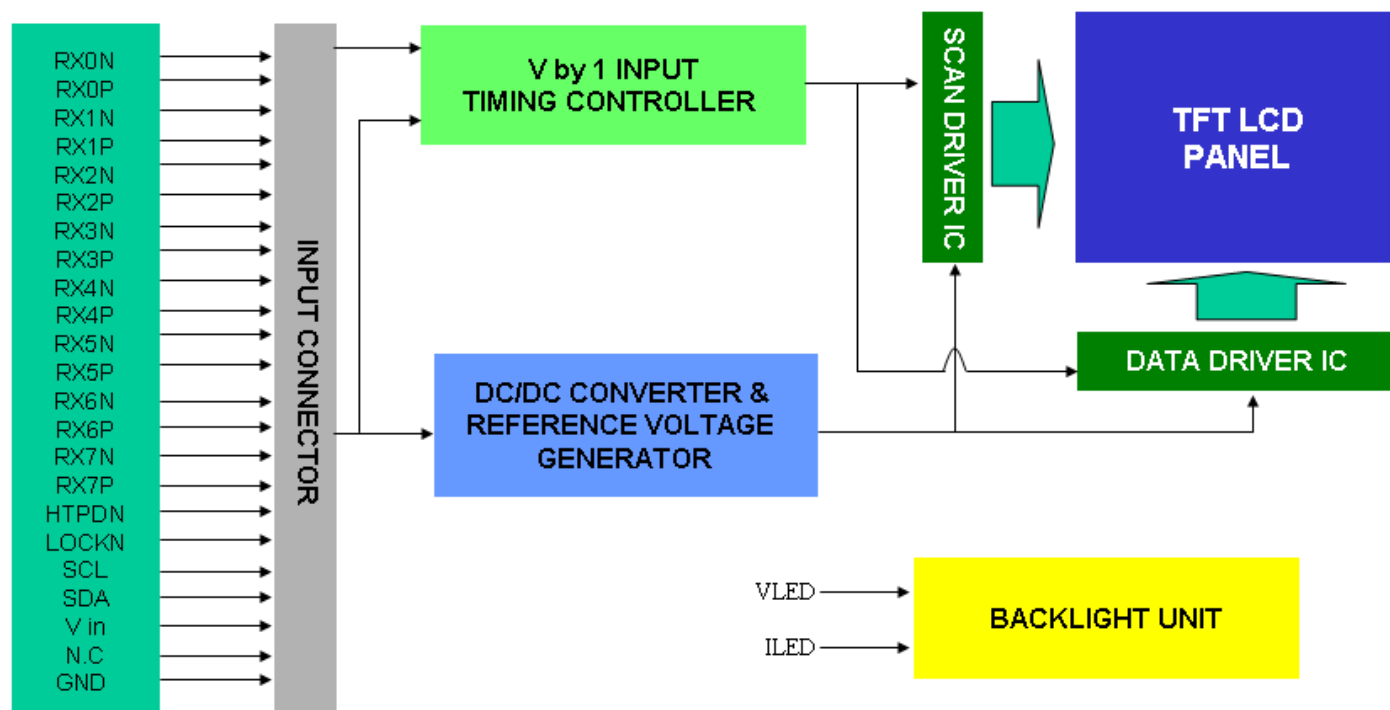 RX0N
RX0P
RX1N
RX1P
RX2N
RX2P
RX3N
RX3P
RX4N
RX4P
RX5N
RX5P
RX6N
RX6P
RX7N
RX7P
HTPDN
LOCKN
SCL
SDA
V in
N.C
GND
INPUT CONNECTOR
V by 1 INPUT
TIMING CONTROLLER
DC/DC CONVERTER &
REFERENCE VOLTAGE
GENERATOR
SCAN DRIVER IC
TFT LCD
PANEL
DATA DRIVER IC
VLED
ILED
BACKLIGHT UNIT